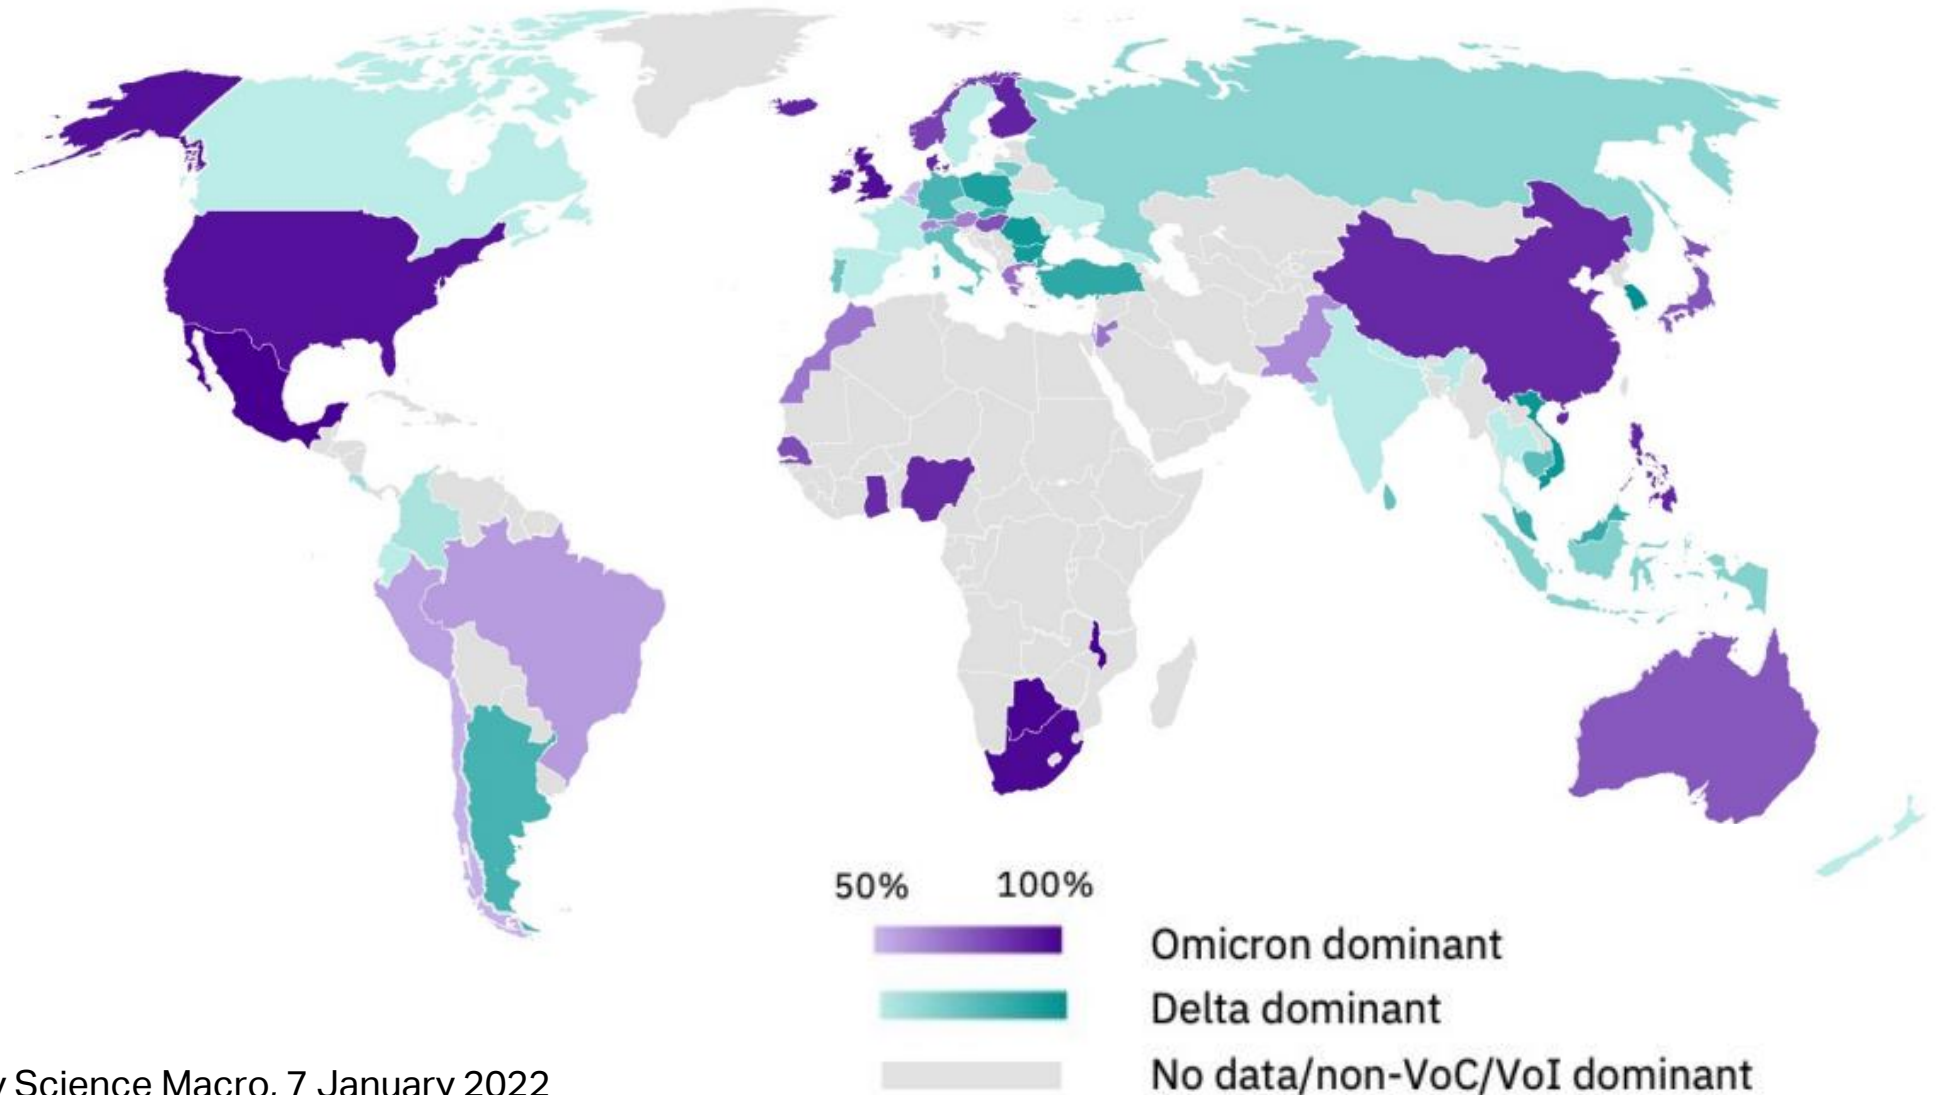 50% 100%
Omicron dominant
Delta dominant
No data/non-VoC/VoI dominant
Science Macro, 7 January 2022